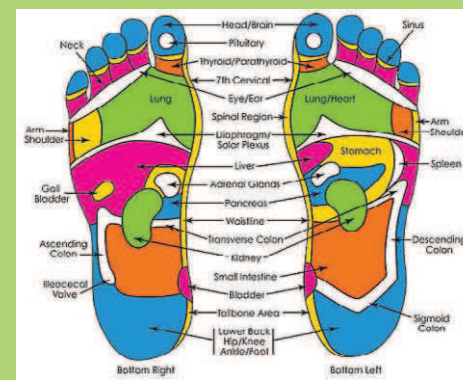 Head/Brain
Sinus
Neck
Pituitary
Thyroid/Parathyroid
7th Cervical
Eye/Ear
Lung
Lung/Heart
Spinal Region
Arm
Shoulder
Arm
Shoulder
Diaphragm/
Solar Plexus
Stomach
Liver
Spleen
Adrenal Glands
Gall
Bladder
Pancreas
Waistline
Transverse Colon
Ascending
Colon
Descending
Colon
Kidney
Small Intestine
Ileocecal
Valve
Bladder
Tailbone Area
Sigmoid
Colon
Lower Back
Hip/Knee
Ankle/Foot
Bottom Right
Bottom Left